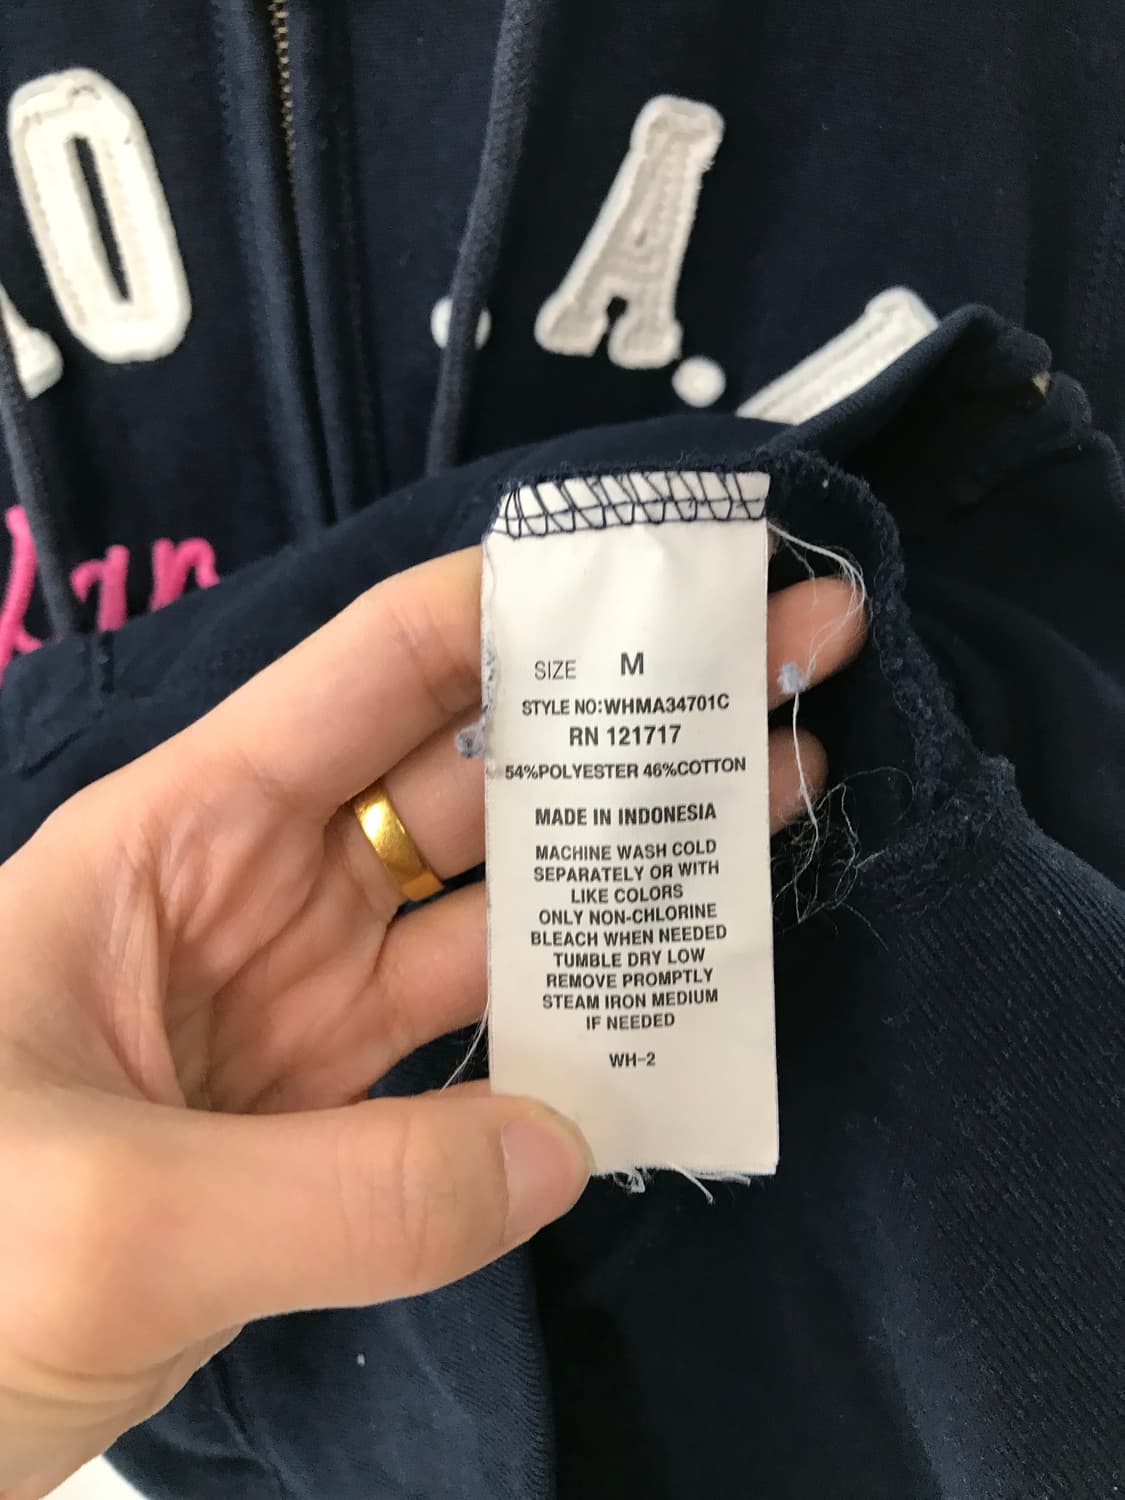 O .A.
SIZE M
STYLE NO:WHMA34701C
RN 121717
54%POLYESTER 46%COTTON
MADE IN INDONESIA
MACHINE WASH COLD
SEPARATELY OR WITH
LIKE COLORS
ONLY NON-CHLORINE
BLEACH WHEN NEEDED
TUMBLE DRY LOW
REMOVE PROMPTLY
STEAM IRON MEDIUM
IF NEEDED
WH-2